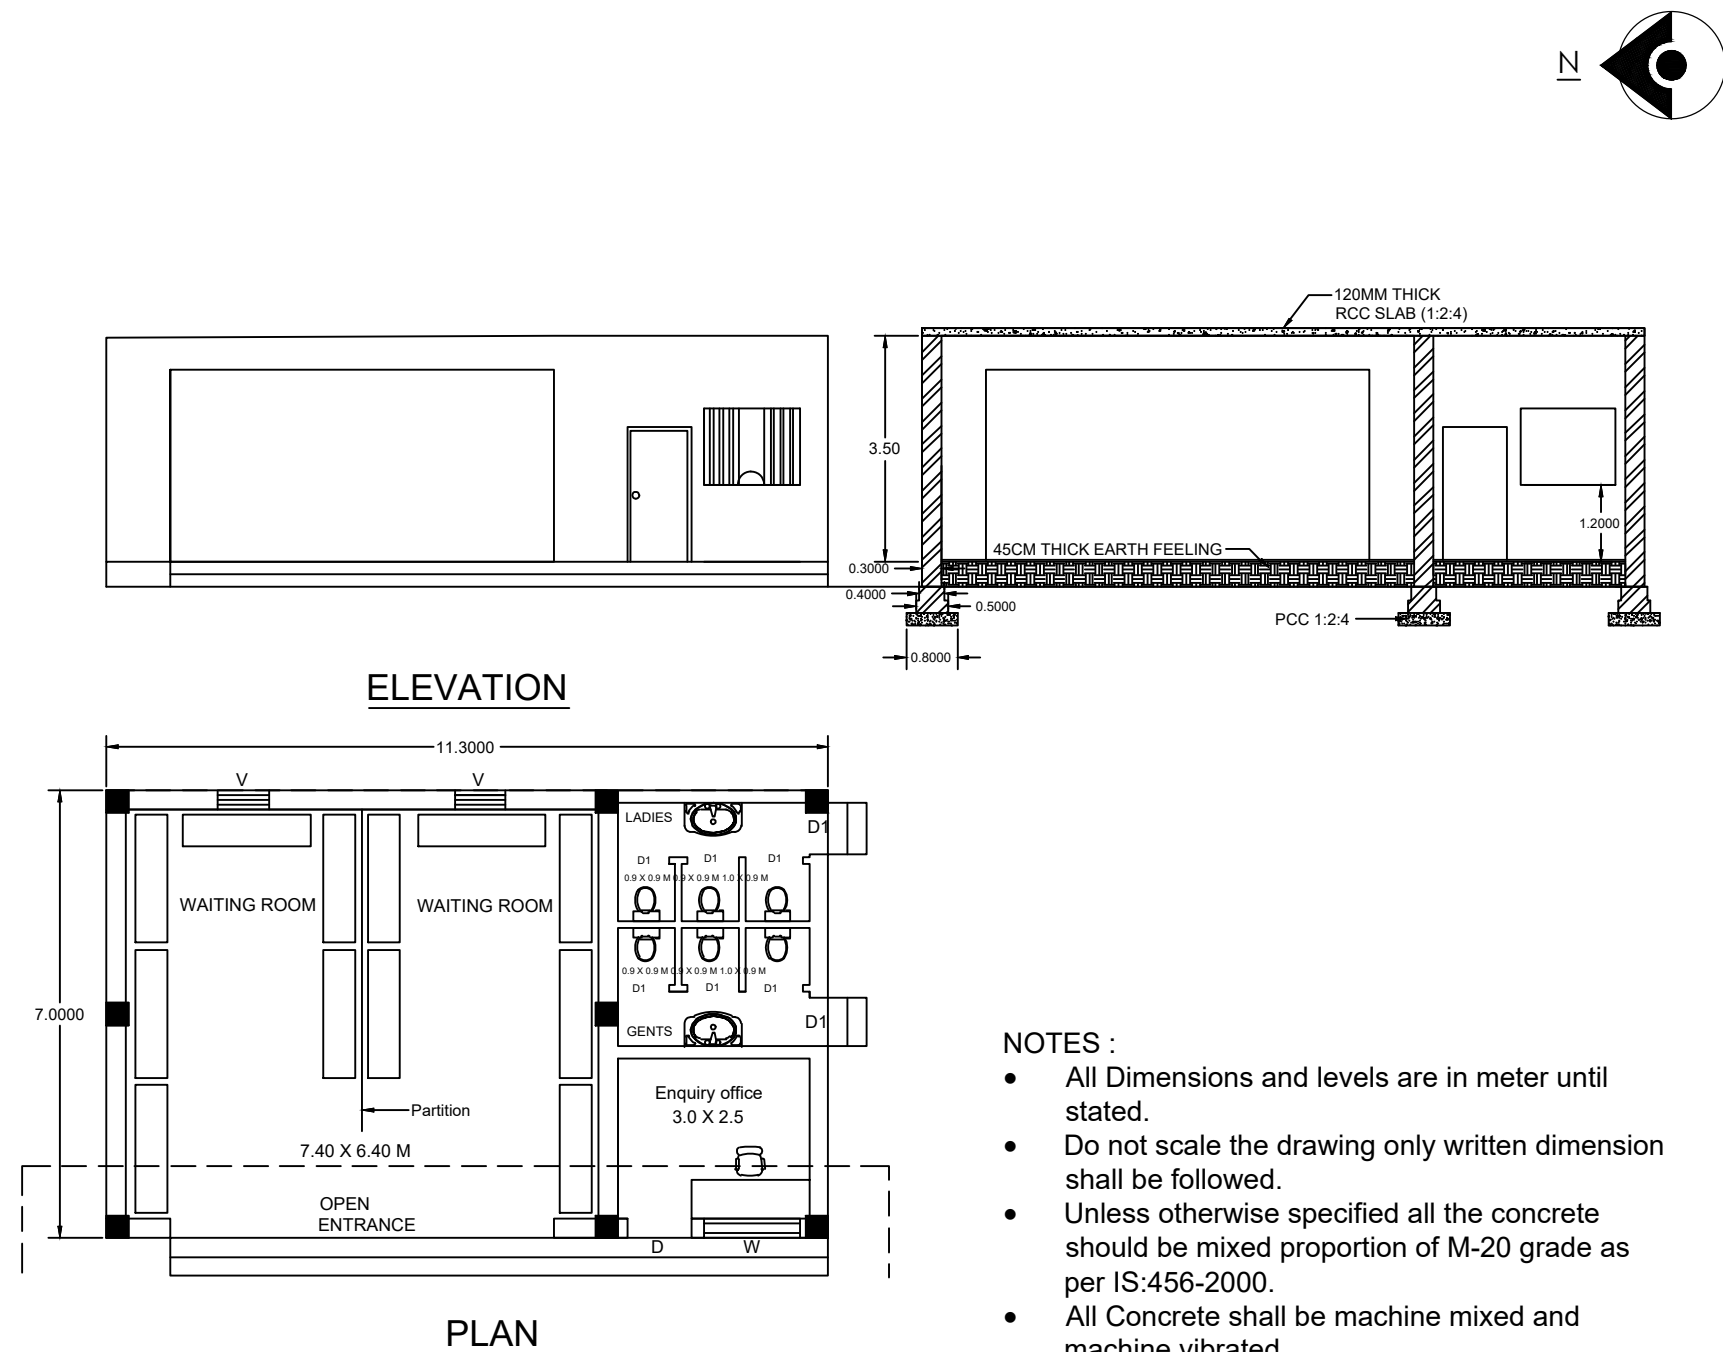 N
120MM THICK
RCC SLAB (1:2:4)
3.50
1.2000
45CM THICK EARTH FEELING
0.3000
0.4000
0.5000
PCC 1:2:4
0.8000
ELEVATION
11.3000
V
V
LADIES
D1
D1
D1
D1
0.9 X 0.9 M
0.9 X 0.9 M
1.0 X 0.9 M
WAITING ROOM
WAITING ROOM
0.9 X 0.9 M
0.9 X 0.9 M
1.0 X 0.9 M
D1
D1
D1
7.0000
GENTS
D1
Enquiry office
3.0 X 2.5
Partition
7.40 X 6.40 M
OPEN
ENTRANCE
D
W
PLAN
NOTES :
• All Dimensions and levels are in meter until
stated.
• Do not scale the drawing only written dimension
shall be followed.
• Unless otherwise specified all the concrete
should be mixed proportion of M-20 grade as
per IS:456-2000.
• All Concrete shall be machine mixed and
machine vibrated